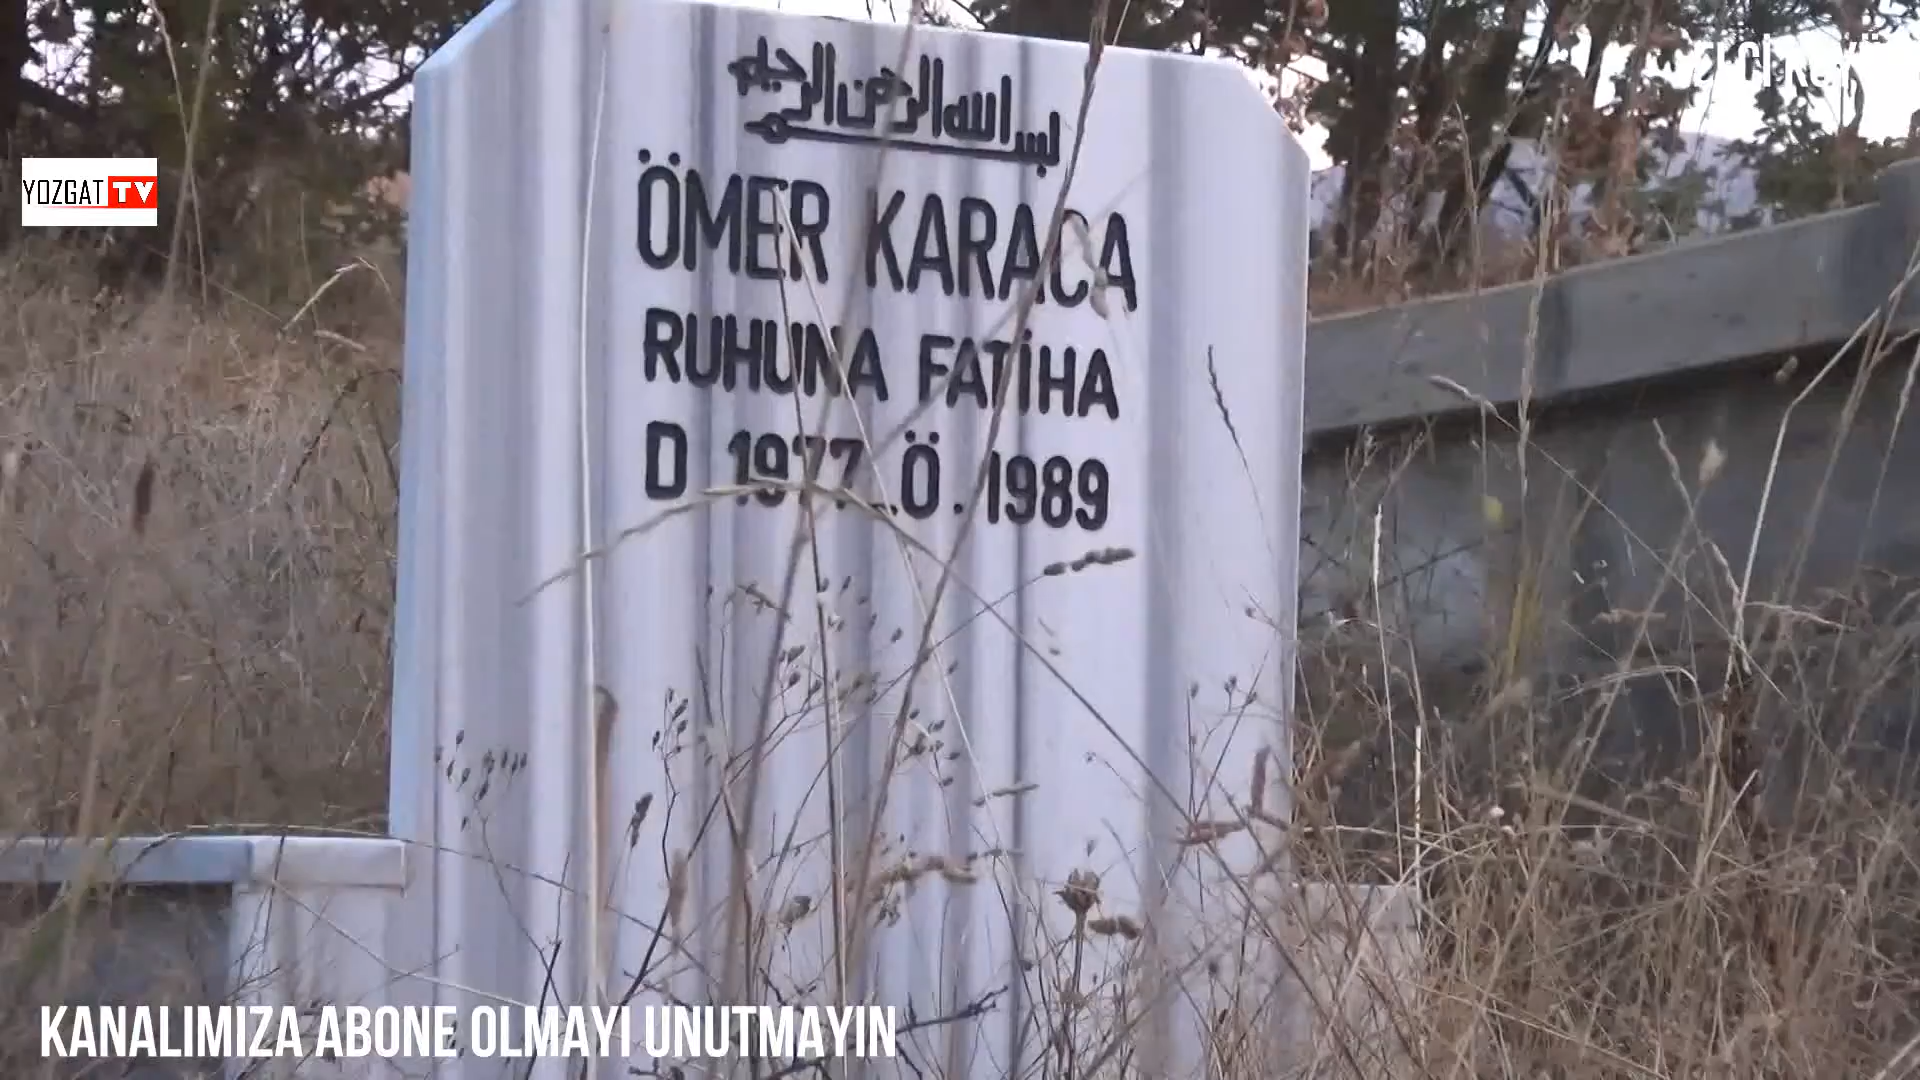 بسم الله الرحمن الرحيم
ÖMER KARACA
RUHUNA FATİHA
D 1977 .Ö . 1989
YOZGAT TV
KANALIMIZA ABONE OLMAYI UNUTMAYIN